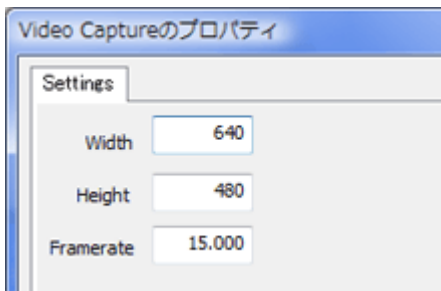 Video Captureのプロパティ
Settings
Width 640
Height 480
Framerate 15.000